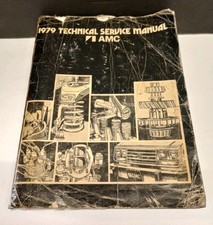 1979 TECHNICAL SERVICE MANUAL
AMC